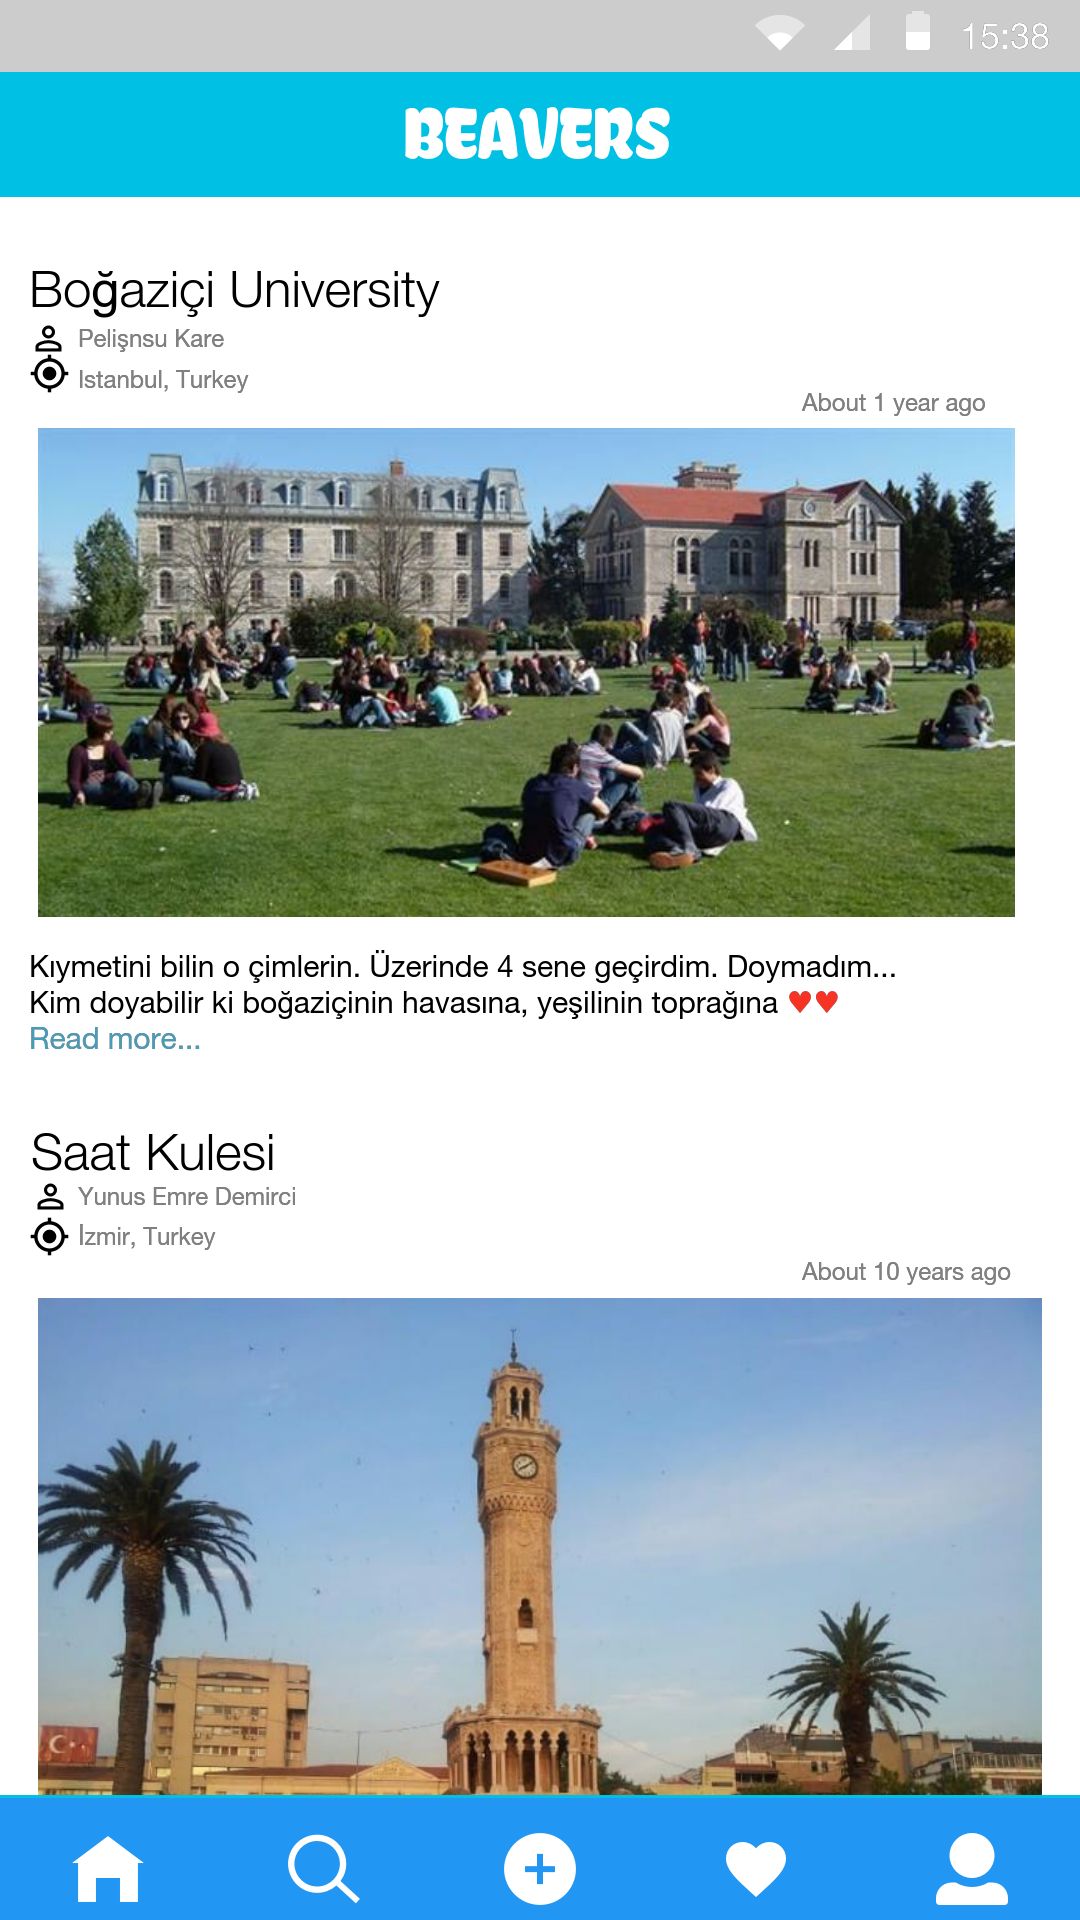 15:38
BEAVERS
Boğaziçi University
Pelişnsu Kare
Istanbul, Turkey
About 1 year ago
Kıymetini bilin o çimlerin. Üzerinde 4 sene geçirdim. Doymadım...
Kim doyabilir ki boğaziçinin havasına, yeşilinin toprağına ♥♥
Read more...
Saat Kulesi
Yunus Emre Demirci
İzmir, Turkey
About 10 years ago